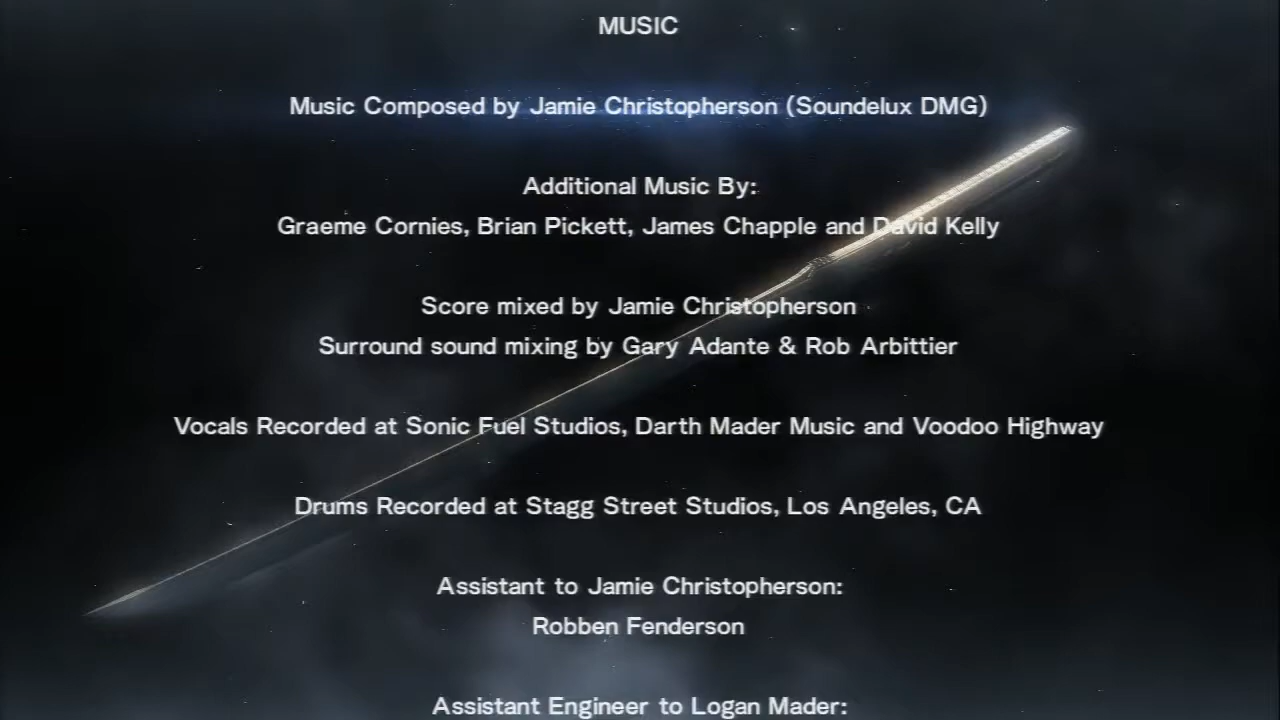 MUSIC
Music Composed by Jamie Christopherson (Soundelux DMG)
Additional Music By:
Graeme Cornies, Brian Pickett, James Chapple and David Kelly
Score mixed by Jamie Christopherson
Surround sound mixing by Gary Adante & Rob Arbittier
Vocals Recorded at Sonic Fuel Studios, Darth Mader Music and Voodoo Highway
Drums Recorded at Stagg Street Studios, Los Angeles, CA
Assistant to Jamie Christopherson:
Robben Fenderson
Assistant Engineer to Logan Mader: